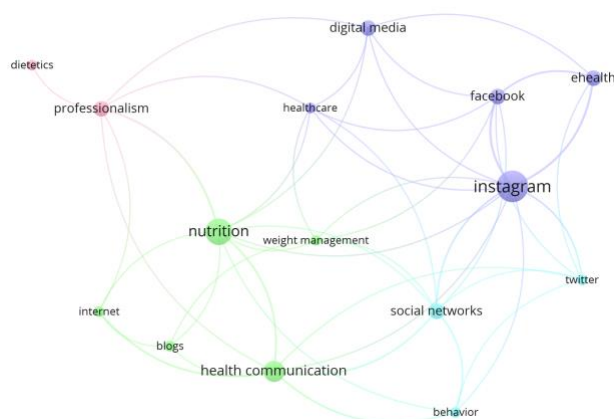 digital media
dietetics
ehealth
facebook
professionalism
healthcare
instagram
nutrition
weight management
twitter
internet
social networks
blogs
health communication
behavior